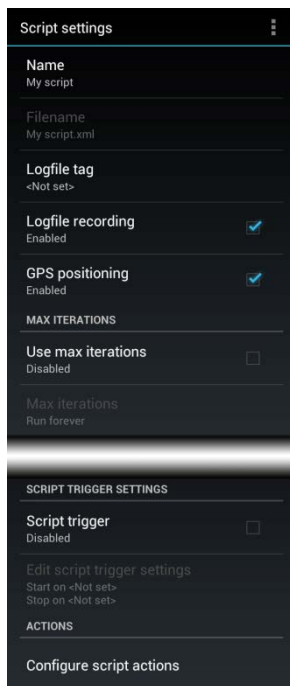 Script settings
Name
My script
Filename
My script.xml
Logfile tag
<Not set>
Logfile recording
Enabled
GPS positioning
Enabled
MAX ITERATIONS
Use max iterations
Disabled
Max iterations
Run forever
SCRIPT TRIGGER SETTINGS
Script trigger
Disabled
Edit script trigger settings
Start on <Not set>
Stop on <Not set>
ACTIONS
Configure script actions